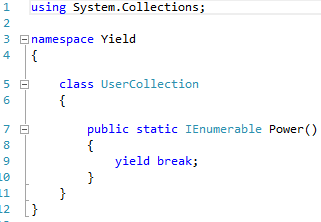 1 using System.Collections;
2
3 namespace Yield
4 {
5 class UserCollection
6 {
7 public static IEnumerable Power()
8 {
9 yield break;
10 }
11 }
12 }